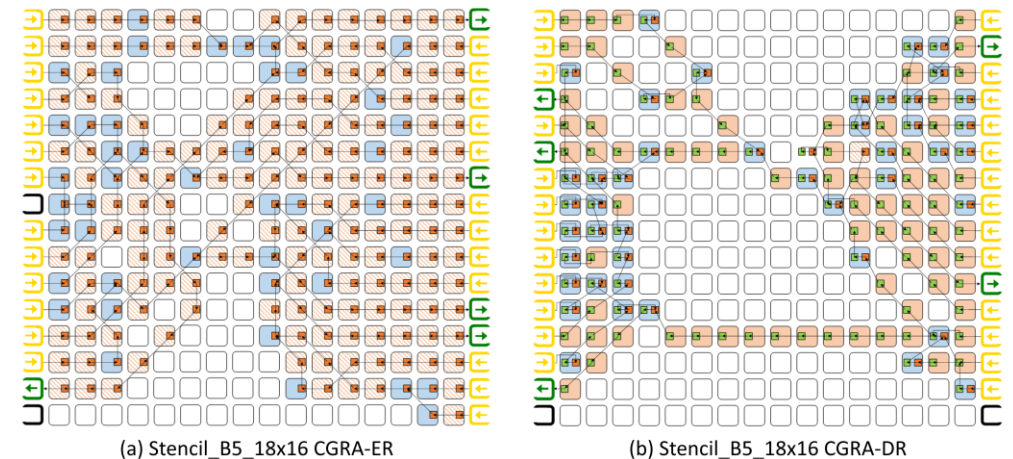 (a) Stencil_B5_18x16 CGRA-ER
(b) Stencil_B5_18x16 CGRA-DR